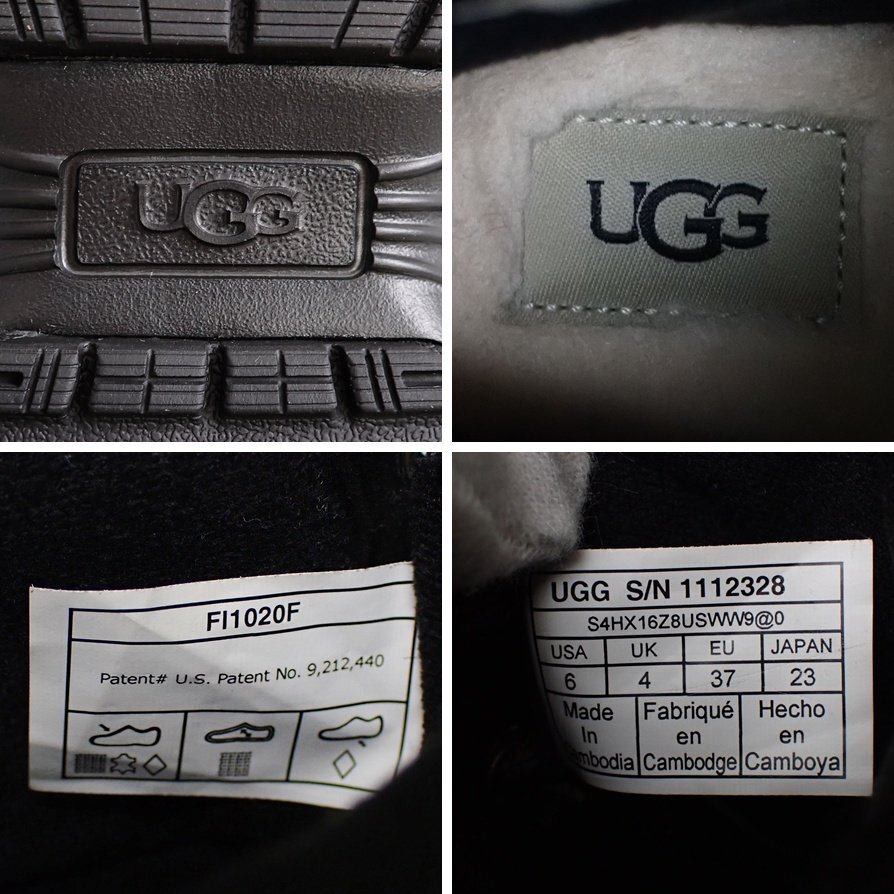 UGG
UGG
FI1020F
Patent# U.S. Patent No. 9,212,440
UGG S/N 1112328
S4HX16Z8USWW9@0
USA UK EU JAPAN
6 4 37 23
Made Fabriqué Hecho
In en en
Cambodge Camboya